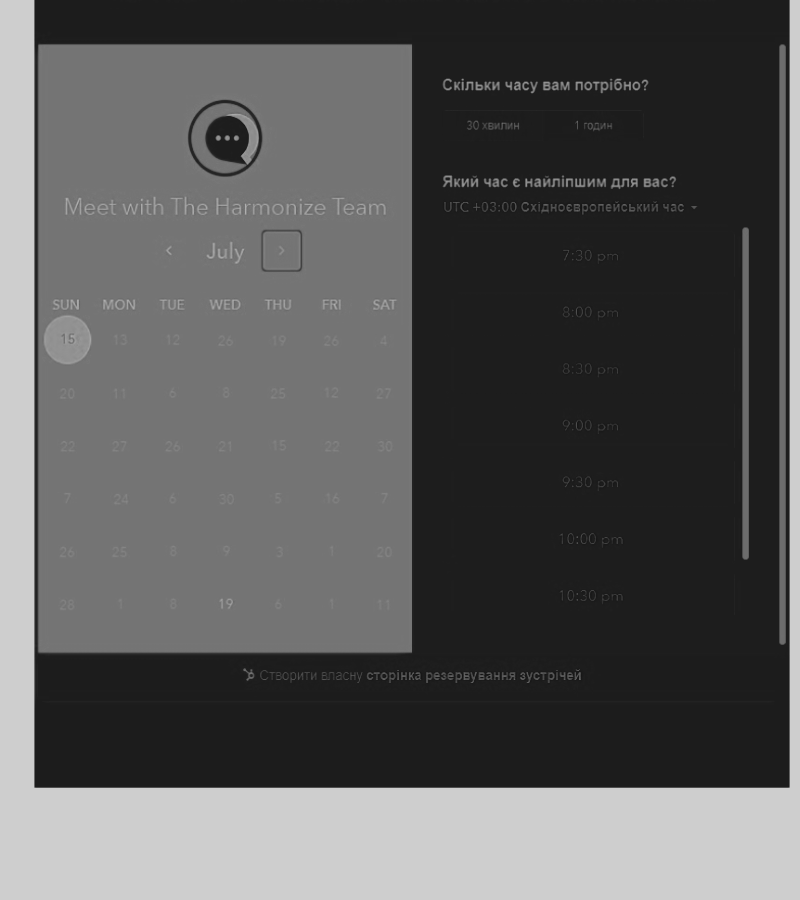 Meet with The Harmonize Team
July
SUN MON TUE WED THU FRI SAT
15 13 12 26 19 26 4
20 11 6 8 25 12 27
22 27 26 21 15 22 30
7 24 6 30 5 16 7
26 25 8 9 3 1 20
28 1 8 19 6 1 11
Скільки часу вам потрібно?
30 хвилин 1 годин
Який час є найліпшим для вас?
UTC +03:00 Східноєвропейський час
7:30 pm
8:00 pm
8:30 pm
9:00 pm
9:30 pm
10:00 pm
10:30 pm
Створити власну сторінка резервування зустрічей